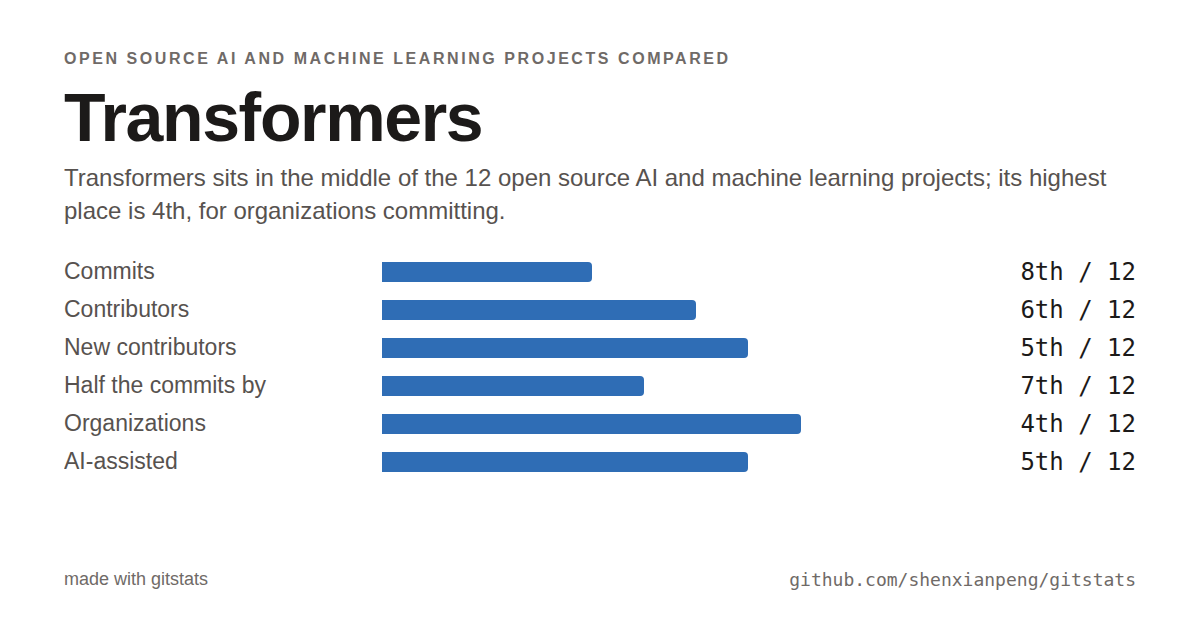 OPEN SOURCE AI AND MACHINE LEARNING PROJECTS COMPARED
Transformers
Transformers sits in the middle of the 12 open source AI and machine learning projects; its highest
place is 4th, for organizations committing.
Commits 8th / 12
Contributors 6th / 12
New contributors 5th / 12
Half the commits by 7th / 12
Organizations 4th / 12
AI-assisted 5th / 12
made with gitstats github.com/shenxianpeng/gitstats